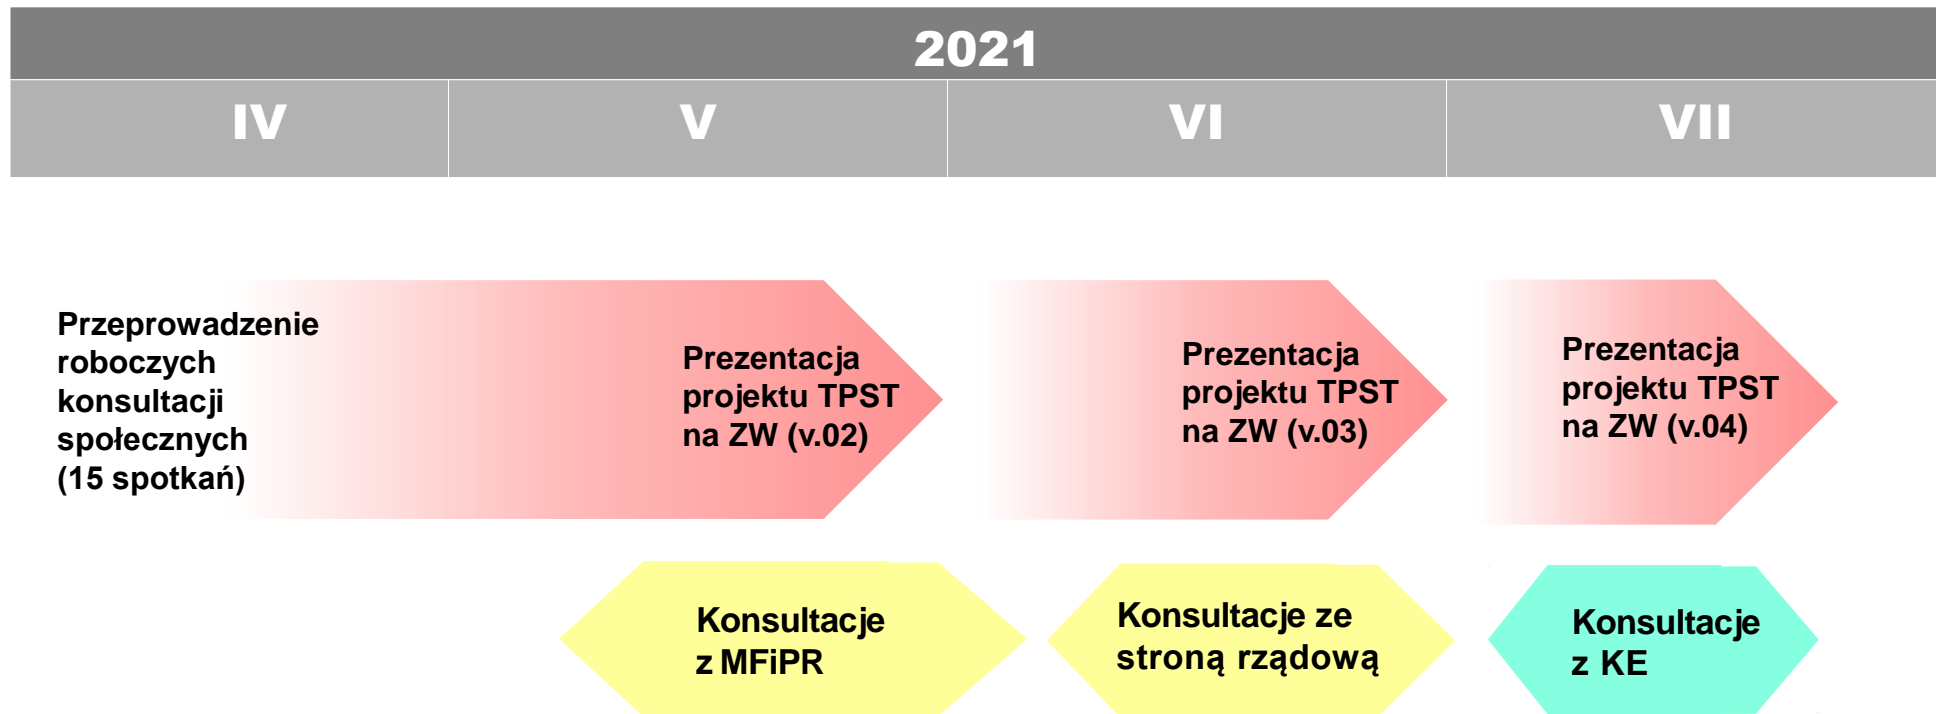 2021
IV
V
VI
VII
Przeprowadzenie
roboczych
konsultacji
społecznych
(15 spotkań)
Prezentacja
projektu TPST
na ZW (v.02)
Prezentacja
projektu TPST
na ZW (v.03)
Prezentacja
projektu TPST
na ZW (v.04)
Konsultacje
z MFiPR
Konsultacje ze
stroną rządową
Konsultacje
z KE